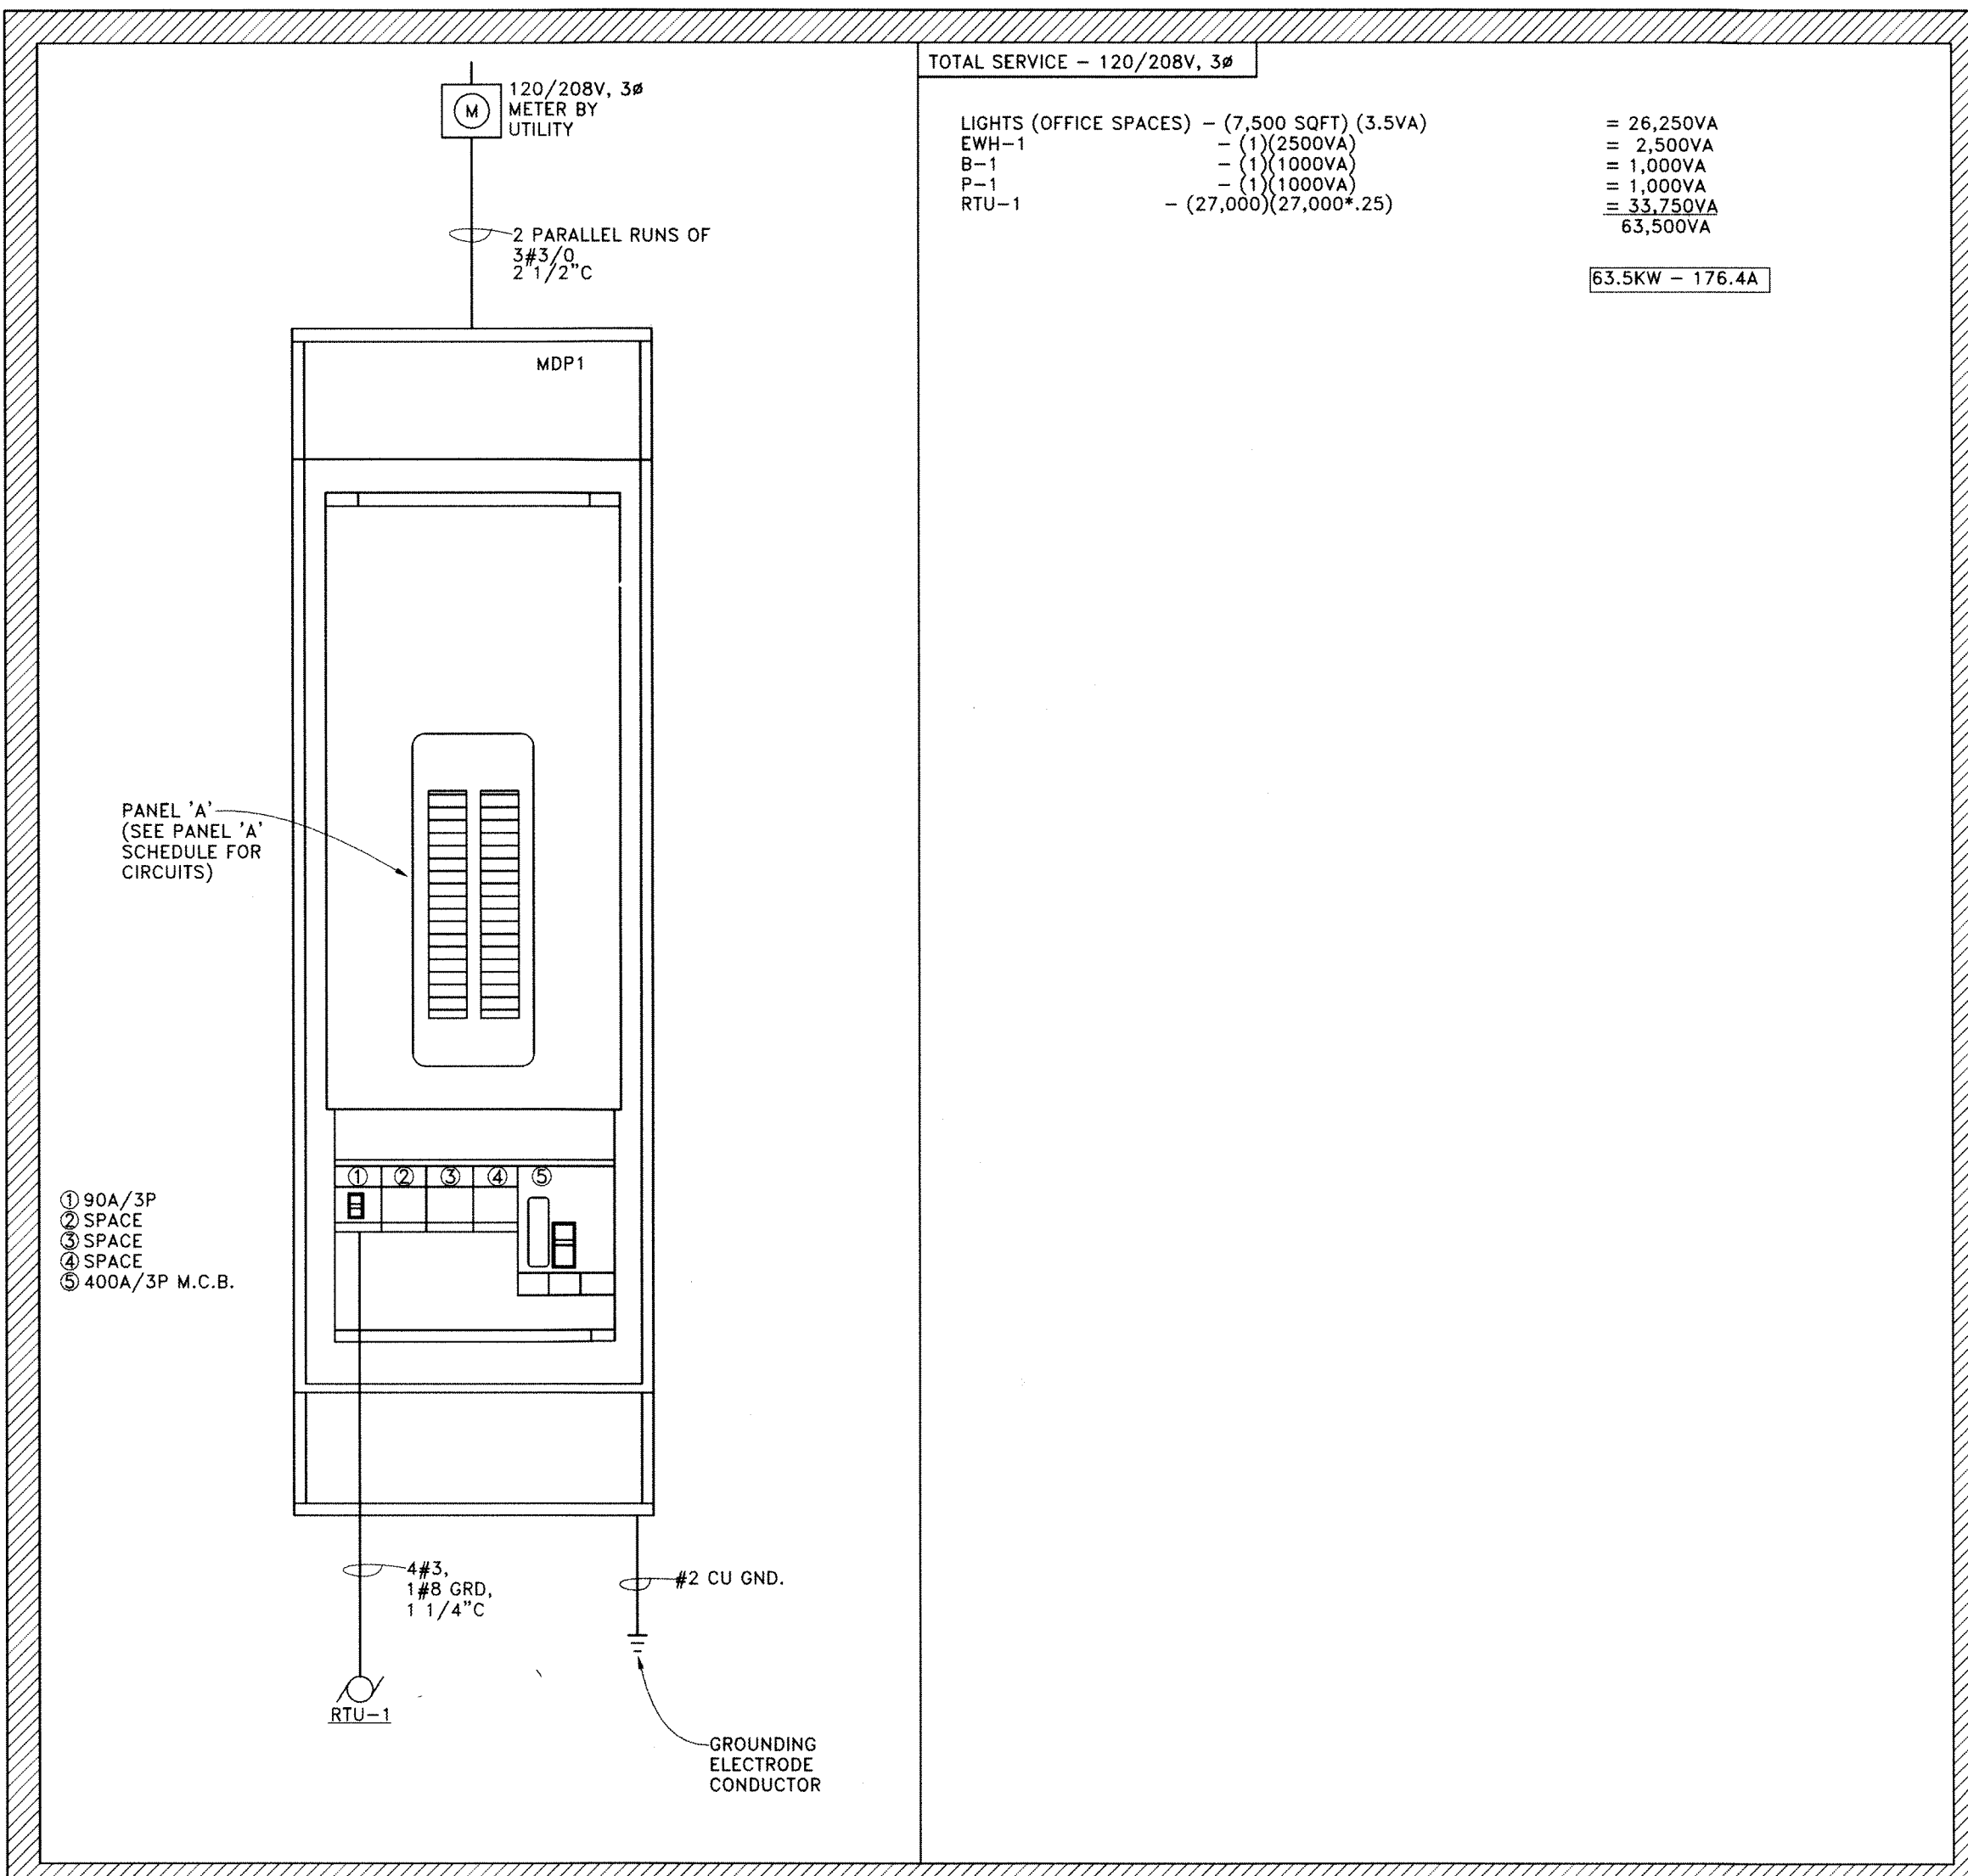 120/208V, 3ø
METER BY
UTILITY
M
2 PARALLEL RUNS OF
3#3/0
2 1/2"C
MDP1
PANEL 'A'
(SEE PANEL 'A'
SCHEDULE FOR
CIRCUITS)
① ② ③ ④ ⑤
① 90A/3P
② SPACE
③ SPACE
④ SPACE
⑤ 400A/3P M.C.B.
4#3,
1#8 GRD,
1 1/4"C
#2 CU GND.
RTU-1
GROUNDING
ELECTRODE
CONDUCTOR
TOTAL SERVICE - 120/208V, 3ø
LIGHTS (OFFICE SPACES) - (7,500 SQFT) (3.5VA) = 26,250VA
EWH-1 - (1)(2500VA) = 2,500VA
B-1 - (1)(1000VA) = 1,000VA
P-1 - (1)(1000VA) = 1,000VA
RTU-1 - (27,000)(27,000*.25) = 33,750VA
63,500VA
63.5KW - 176.4A